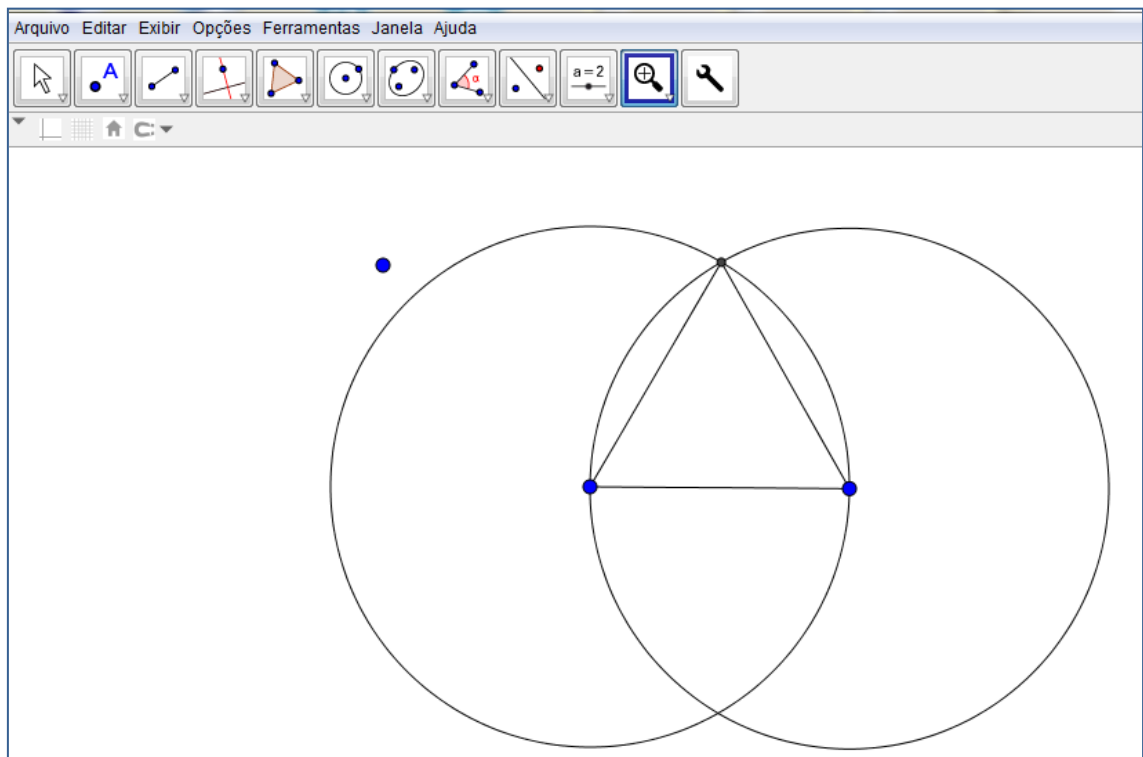 Arquivo Editar Exibir Opções Ferramentas Janela Ajuda
A
α
a=2